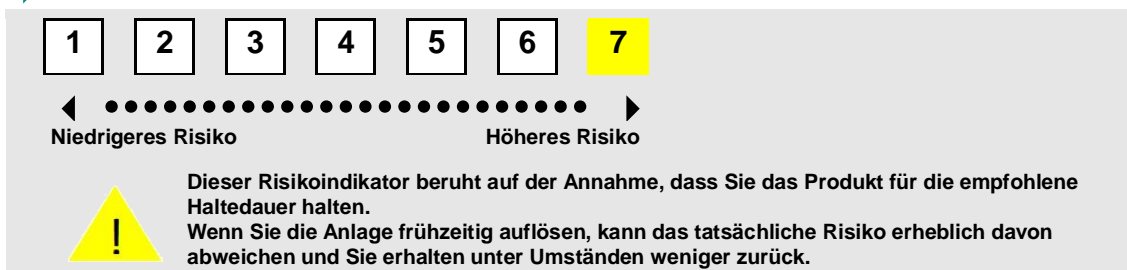 1 2 3 4 5 6 7
Niedrigeres Risiko Höheres Risiko
Dieser Risikoindikator beruht auf der Annahme, dass Sie das Produkt für die empfohlene
Haltedauer halten.
! Wenn Sie die Anlage frühzeitig auflösen, kann das tatsächliche Risiko erheblich davon
abweichen und Sie erhalten unter Umständen weniger zurück.